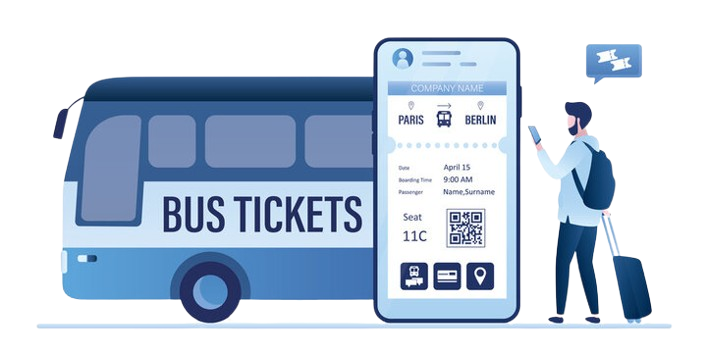 BUS TICKETS
COMPANY NAME
PARIS BERLIN
Date April 15
Boarding Time 9:00 AM
Passenger Name,Surname
Seat
11C